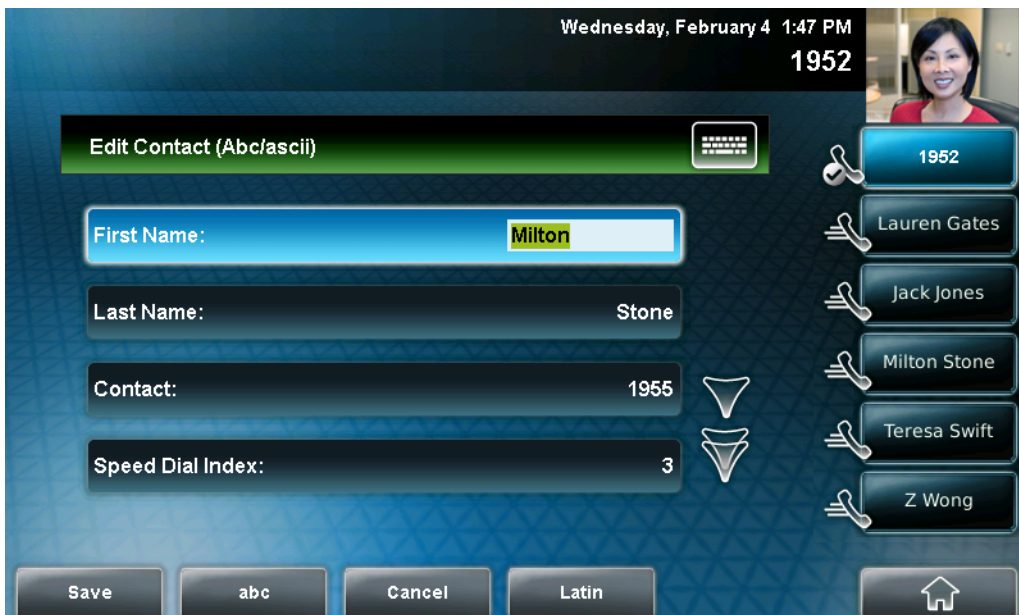 Wednesday, February 4 1:47 PM
1952
Edit Contact (Abc/ascii)
First Name: Milton
Last Name: Stone
Contact: 1955
Speed Dial Index: 3
1952
Lauren Gates
Jack Jones
Milton Stone
Teresa Swift
Z Wong
Save abc Cancel Latin